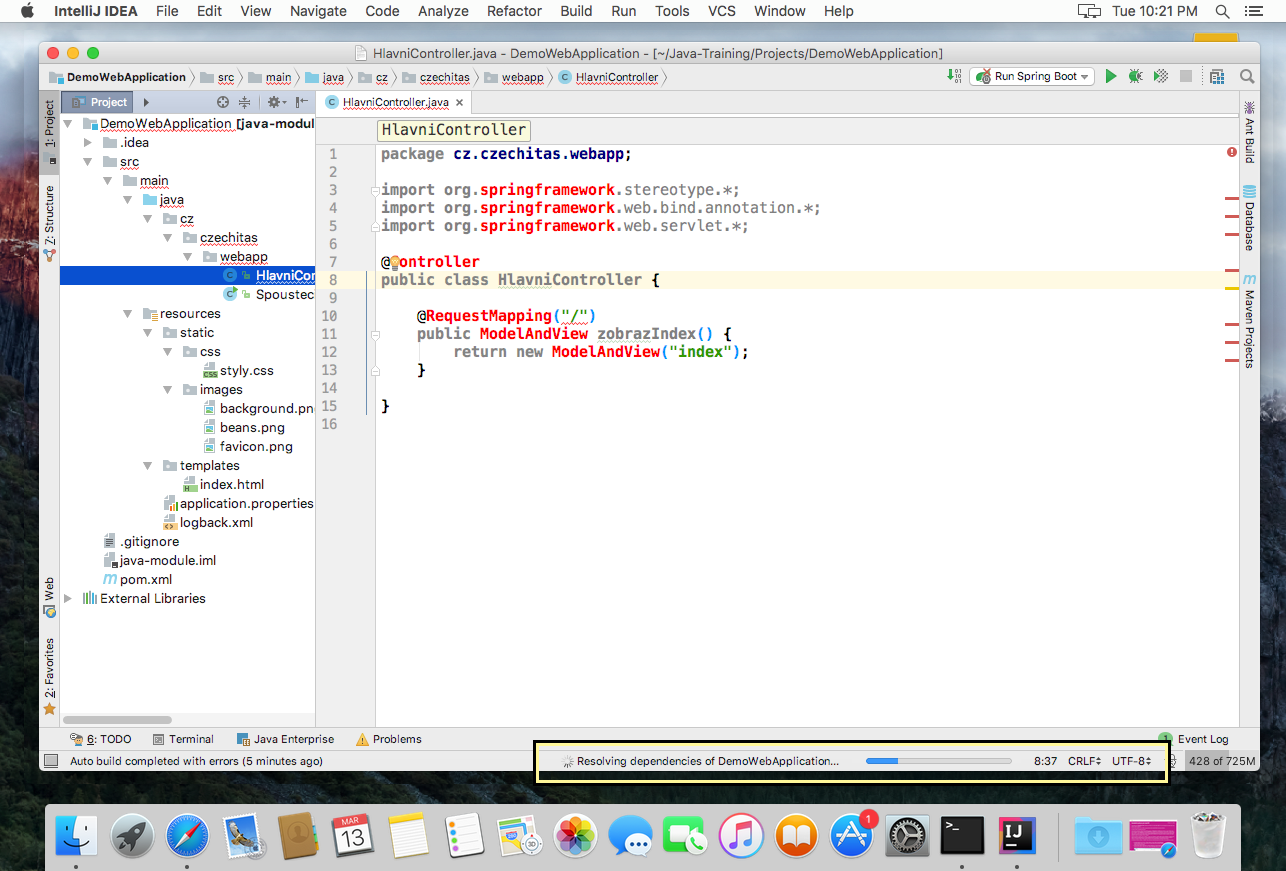 IntelliJ IDEA File Edit View Navigate Code Analyze Refactor Build Run Tools VCS Window Help Tue 10:21 PM
HlavniController.java - DemoWebApplication - [~/Java-Training/Projects/DemoWebApplication]
DemoWebApplication src main java cz czechitas webapp HlavniController Run Spring Boot
Project HlavniController.java
1: Project
Z: Structure
Web
2: Favorites
DemoWebApplication [java-modul
.idea
src
main
java
cz
czechitas
webapp
HlavniCon
Spoustec
resources
static
css
styly.css
images
background.pn
beans.png
favicon.png
templates
index.html
application.properties
logback.xml
.gitignore
java-module.iml
pom.xml
External Libraries
HlavniController
1 package cz.czechitas.webapp;
2
3 import org.springframework.stereotype.*;
4 import org.springframework.web.bind.annotation.*;
5 import org.springframework.web.servlet.*;
6
7 @ontroller
8 public class HlavniController {
9
10 @RequestMapping("/")
11 public ModelAndView zobrazIndex() {
12 return new ModelAndView("index");
13 }
14
15 }
16
Ant Build
Database
Maven Projects
6: TODO Terminal Java Enterprise Problems 1 Event Log
Auto build completed with errors (5 minutes ago) Resolving dependencies of DemoWebApplication... 8:37 CRLF UTF-8 428 of 725M
MAR
13
3D
1
>_
IJ